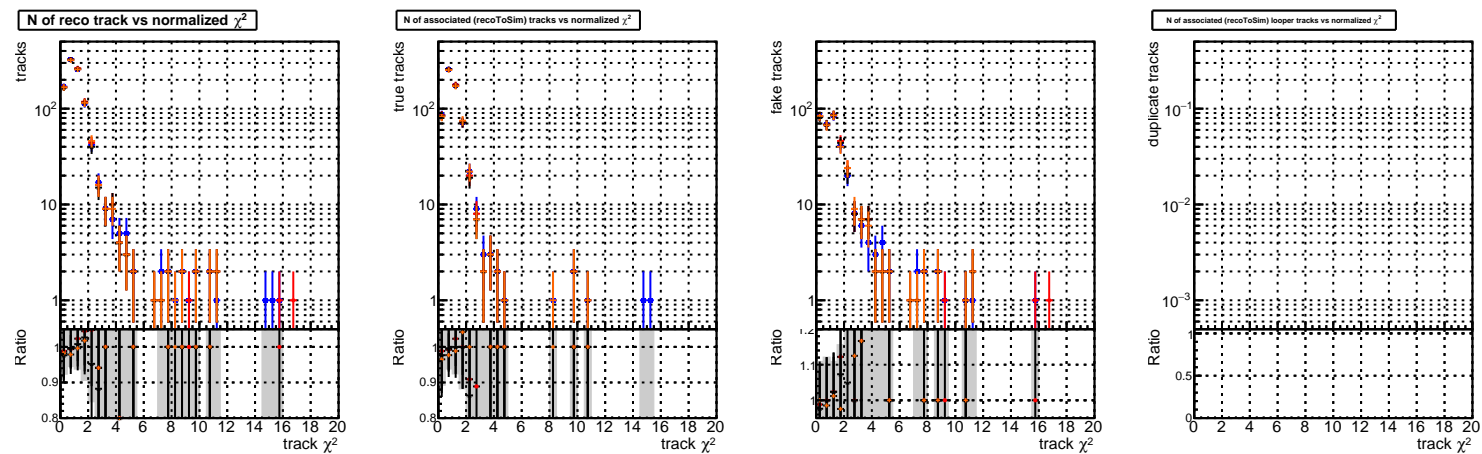 N of reco track vs normalized χ²
tracks
10²
10
1
Ratio
1
0.9
0.8
0 2 4 6 8 10 12 14 16 18 20
track χ²
N of associated (recoToSim) tracks vs normalized χ²
true tracks
10²
10
1
Ratio
1
0.9
0.8
0 2 4 6 8 10 12 14 16 18 20
track χ²
fake tracks
10²
10
1
Ratio
1.2
1.1
1
0 2 4 6 8 10 12 14 16 18 20
track χ²
N of associated (recoToSim) looper tracks vs normalized χ²
duplicate tracks
10⁻¹
10⁻²
10⁻³
Ratio
1
0.5
0
0 2 4 6 8 10 12 14 16 18 20
track χ²